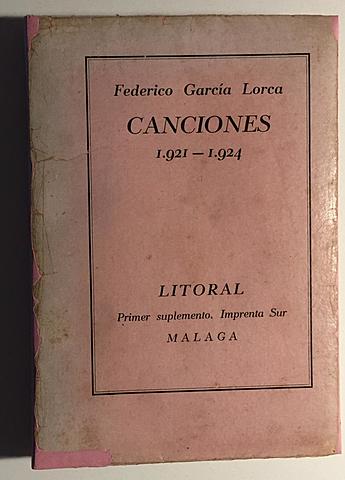 Federico García Lorca
CANCIONES
1.921 — 1.924
LITORAL
Primer suplemento. Imprenta Sur
MALAGA